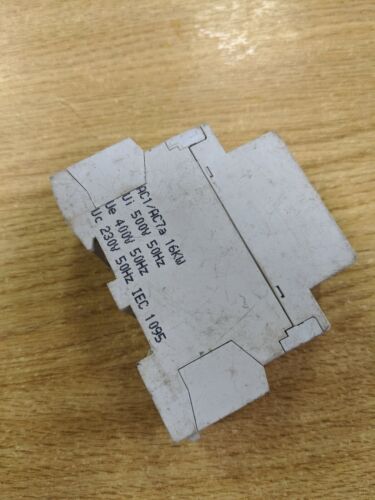 AC1/AC7a 16KW
Ui 500V 50Hz
Ue 400V 50Hz
Uc 230V 50Hz IEC 1095